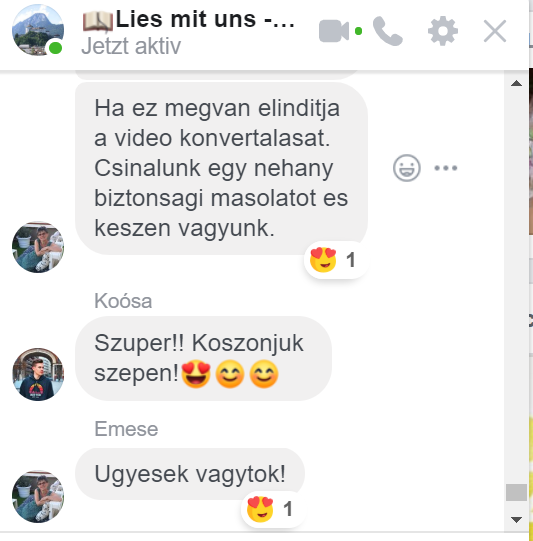 📖Lies mit uns -...
Jetzt aktiv
Ha ez megvan elinditja
a video konvertalasat.
Csinalunk egy nehany
biztonsagi masolatot es
keszen vagyunk.
1
Koósa
Szuper!! Koszonjuk
szepen!😍😊😊
Emese
Ugyesek vagytok!
1